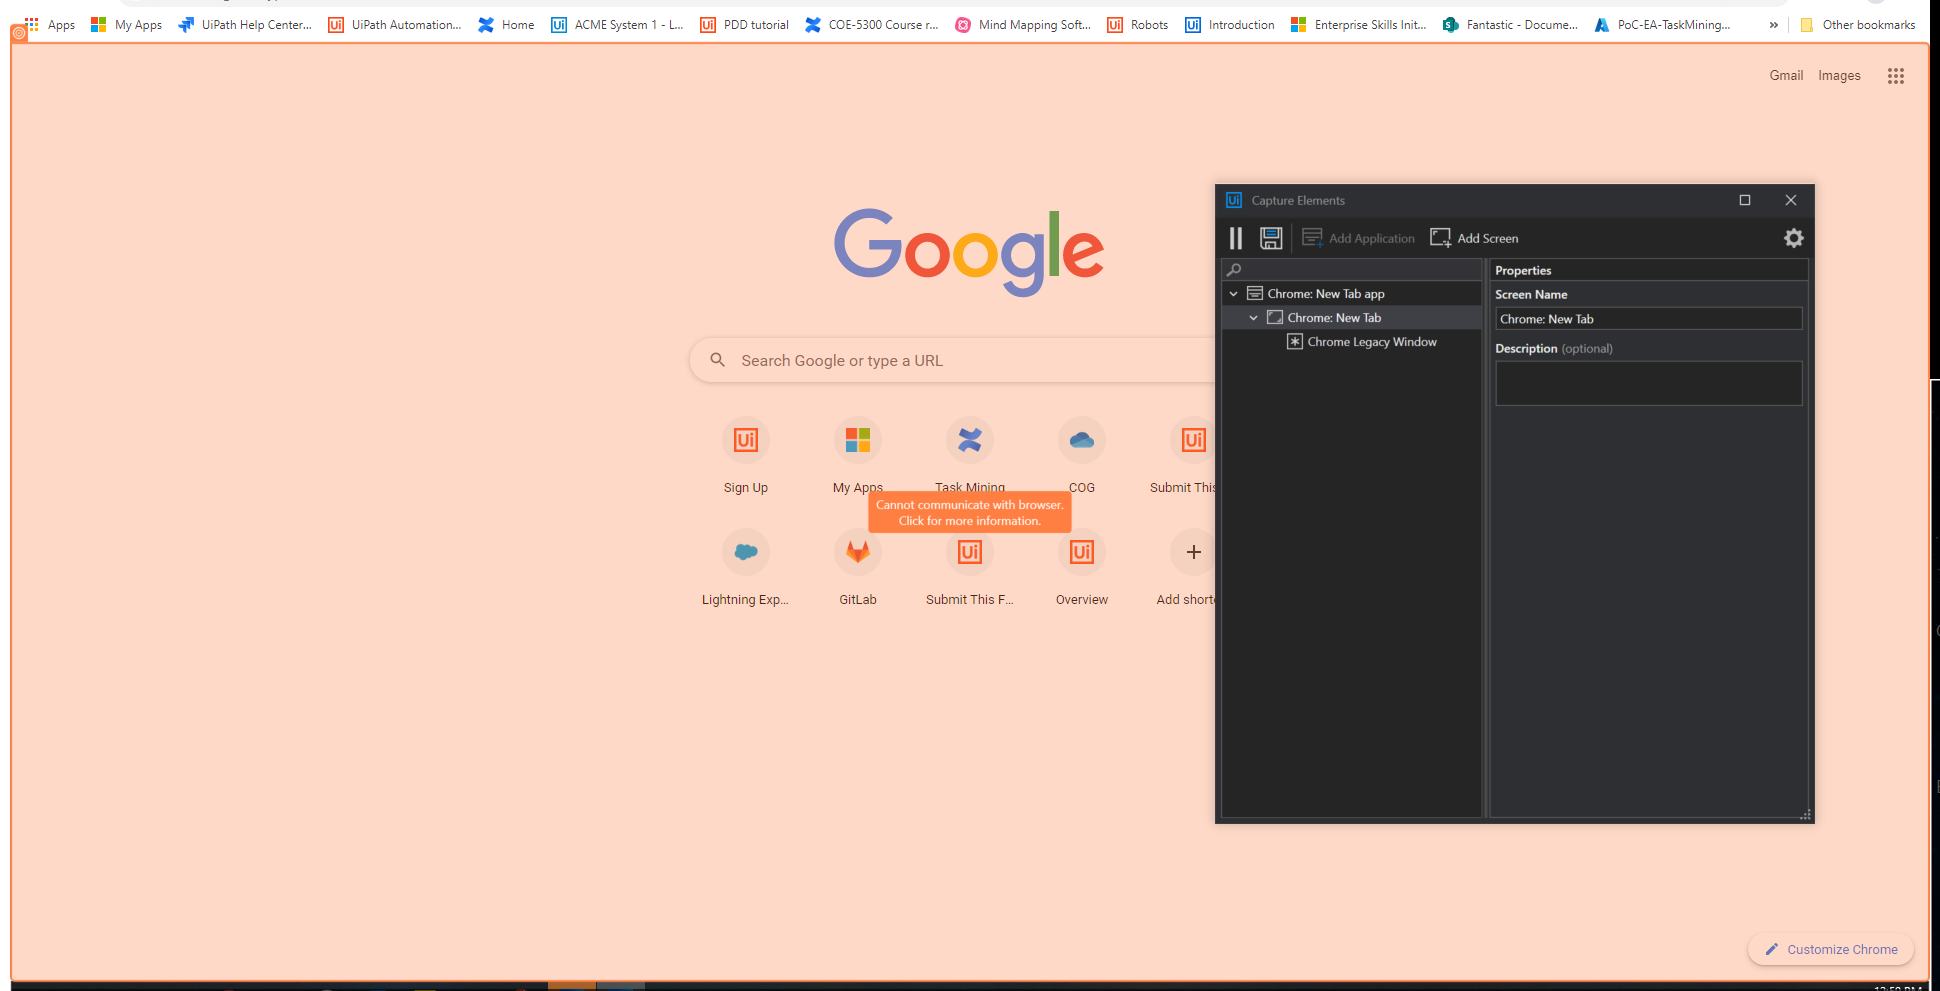 Apps My Apps UiPath Help Center... UiPath Automation... Home ACME System 1 - L... PDD tutorial COE-5300 Course r... Mind Mapping Soft... Robots Introduction Enterprise Skills Init... Fantastic - Docume... PoC-EA-TaskMining... » Other bookmarks
Gmail Images
Google
Search Google or type a URL
Sign Up My Apps Task Mining COG Submit This
Cannot communicate with browser.
Click for more information.
Lightning Exp... GitLab Submit This F... Overview Add short
Capture Elements
Add Application Add Screen
Properties
Chrome: New Tab app
Screen Name
Chrome: New Tab
Chrome: New Tab
Chrome Legacy Window
Description (optional)
Customize Chrome